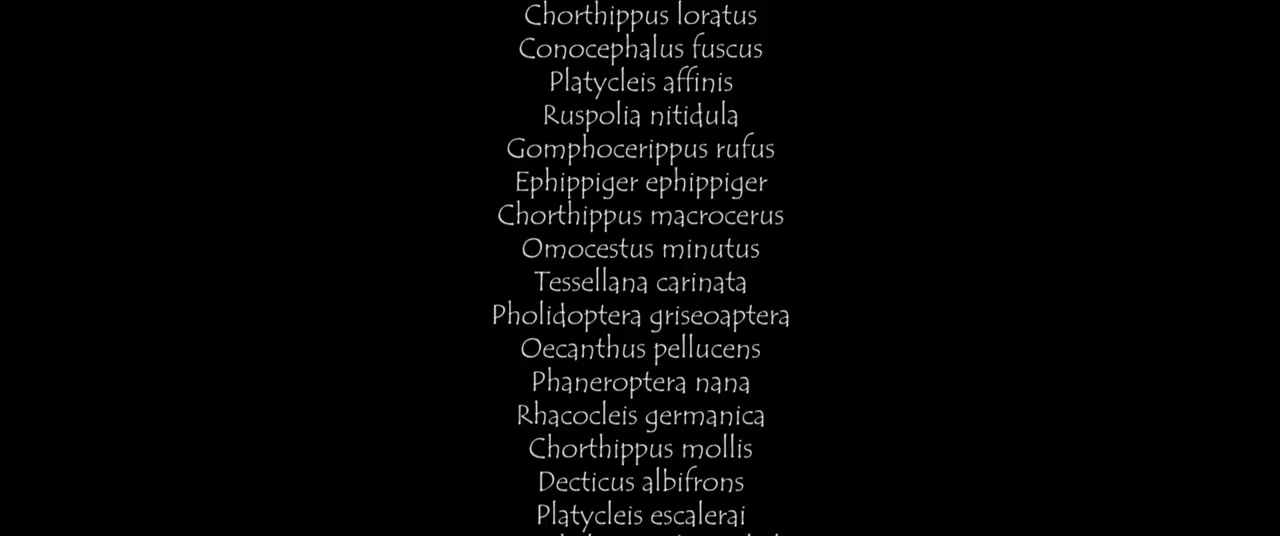 Chorthippus loratus
Conocephalus fuscus
Platycleis affinis
Ruspolia nitidula
Gomphocerippus rufus
Ephippiger ephippiger
Chorthippus macrocerus
Omocestus minutus
Tessellana carinata
Pholidoptera griseoaptera
Oecanthus pellucens
Phaneroptera nana
Rhacocleis germanica
Chorthippus mollis
Decticus albifrons
Platycleis escalerai